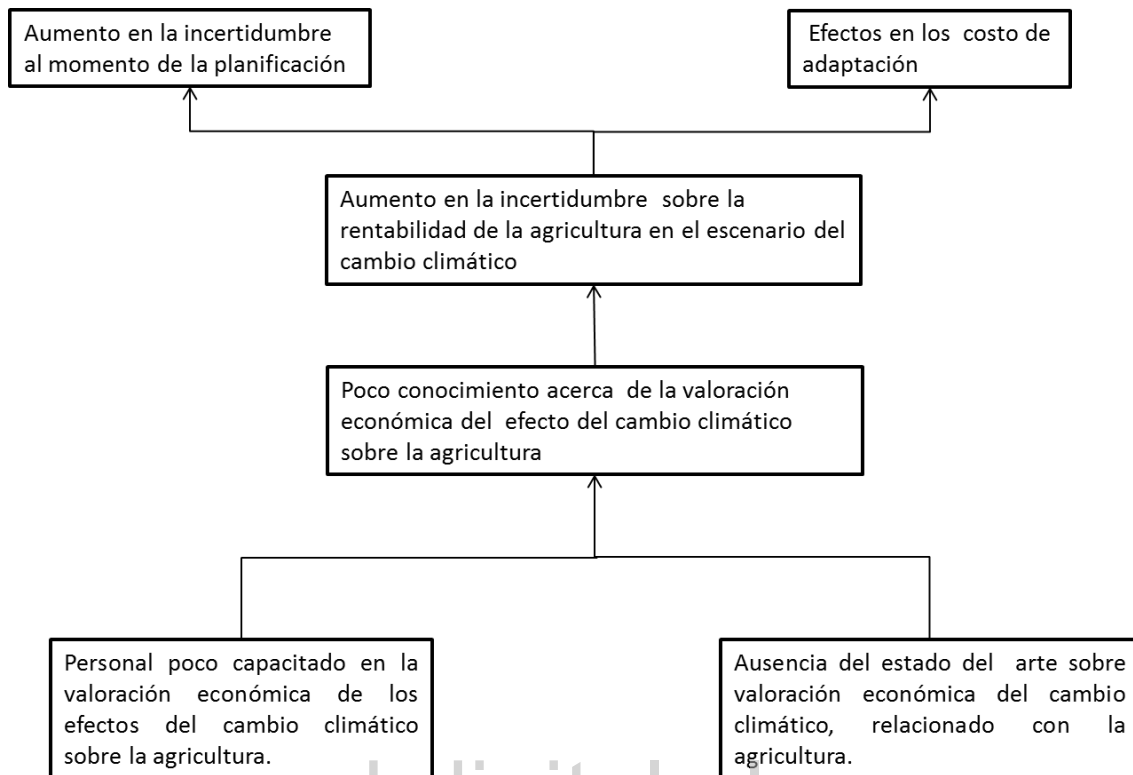 Aumento en la incertidumbre
al momento de la planificación
Efectos en los costo de
adaptación
Aumento en la incertidumbre sobre la
rentabilidad de la agricultura en el escenario del
cambio climático
Poco conocimiento acerca de la valoración
económica del efecto del cambio climático
sobre la agricultura
Personal poco capacitado en la
valoración económica de los
efectos del cambio climático
sobre la agricultura.
Ausencia del estado del arte sobre
valoración económica del cambio
climático, relacionado con la
agricultura.